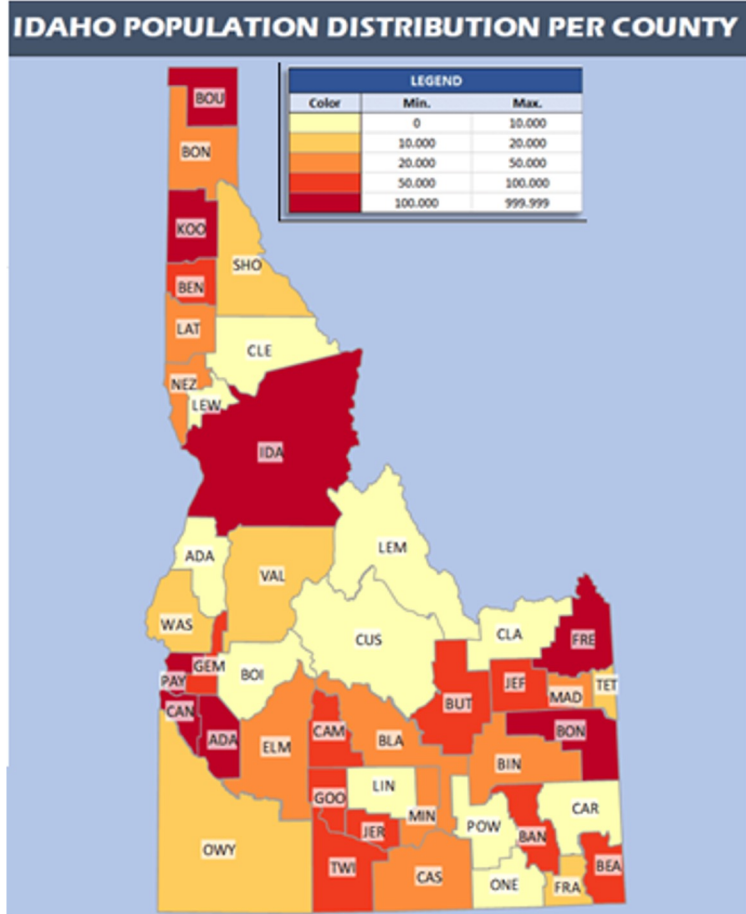 IDAHO POPULATION DISTRIBUTION PER COUNTY
LEGEND
Color Min. Max.
0 10.000
10.000 20.000
20.000 50.000
50.000 100.000
100.000 999.999
BOU
BON
KOO
SHO
BEN
LAT
CLE
NEZ
LEW
IDA
LEM
ADA
VAL
WAS
CUS
CLA
FRE
GEM
BOI
PAY
JEF
TET
MAD
BUT
CAN
ADA
CAM
BLA
BON
ELM
BIN
LIN
GOO
CAR
MIN
POW
JER
BAN
OWY
TWI
CAS
BEA
ONE
FRA